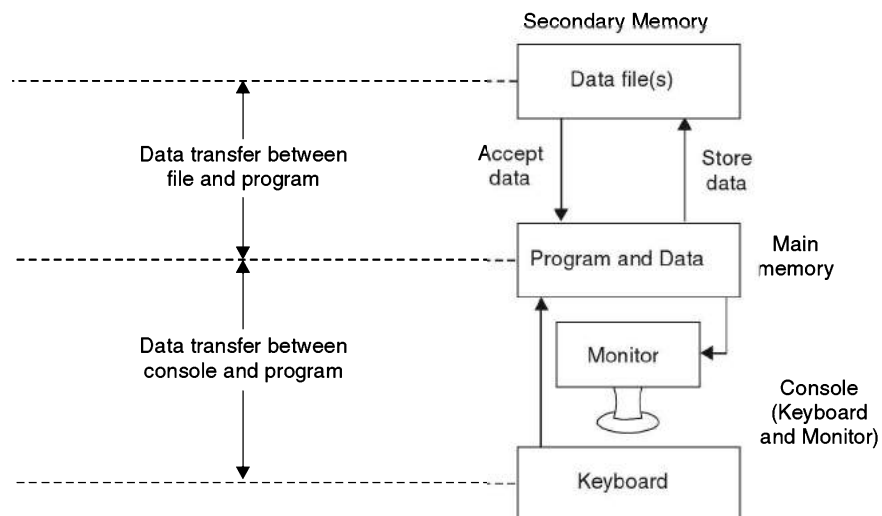 Secondary Memory
Data file(s)
Data transfer between
file and program
Accept
data
Store
data
Program and Data
Main
memory
Data transfer between
console and program
Monitor
Console
(Keyboard
and Monitor)
Keyboard